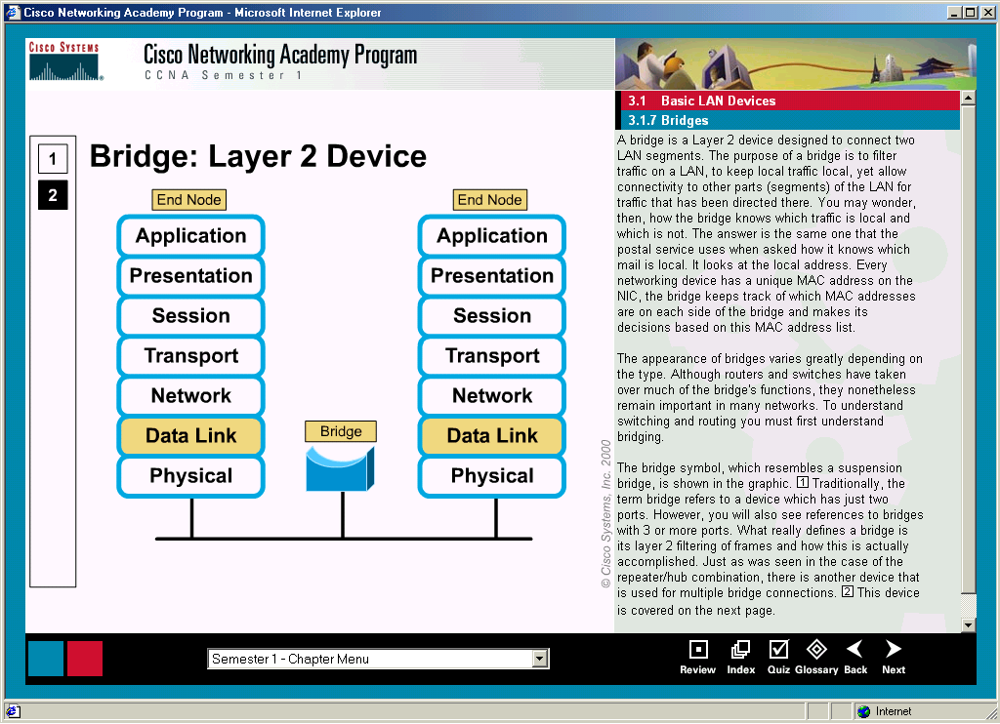 Cisco Networking Academy Program - Microsoft Internet Explorer
CISCO SYSTEMS
Cisco Networking Academy Program
CCNA Semester 1
3.1 Basic LAN Devices
3.1.7 Bridges
1
2
Bridge: Layer 2 Device
End Node
Application
Presentation
Session
Transport
Network
Data Link
Physical
Bridge
End Node
Application
Presentation
Session
Transport
Network
Data Link
Physical
© Cisco Systems, Inc. 2000
A bridge is a Layer 2 device designed to connect two
LAN segments. The purpose of a bridge is to filter
traffic on a LAN, to keep local traffic local, yet allow
connectivity to other parts (segments) of the LAN for
traffic that has been directed there. You may wonder,
then, how the bridge knows which traffic is local and
which is not. The answer is the same one that the
postal service uses when asked how it knows which
mail is local. It looks at the local address. Every
networking device has a unique MAC address on the
NIC, the bridge keeps track of which MAC addresses
are on each side of the bridge and makes its
decisions based on this MAC address list.
The appearance of bridges varies greatly depending on
the type. Although routers and switches have taken
over much of the bridge's functions, they nonetheless
remain important in many networks. To understand
switching and routing you must first understand
bridging.
The bridge symbol, which resembles a suspension
bridge, is shown in the graphic. 1 Traditionally, the
term bridge refers to a device which has just two
ports. However, you will also see references to bridges
with 3 or more ports. What really defines a bridge is
its layer 2 filtering of frames and how this is actually
accomplished. Just as was seen in the case of the
repeater/hub combination, there is another device that
is used for multiple bridge connections. 2 This device
is covered on the next page.
Semester 1 - Chapter Menu
Review Index Quiz Glossary Back Next
Internet